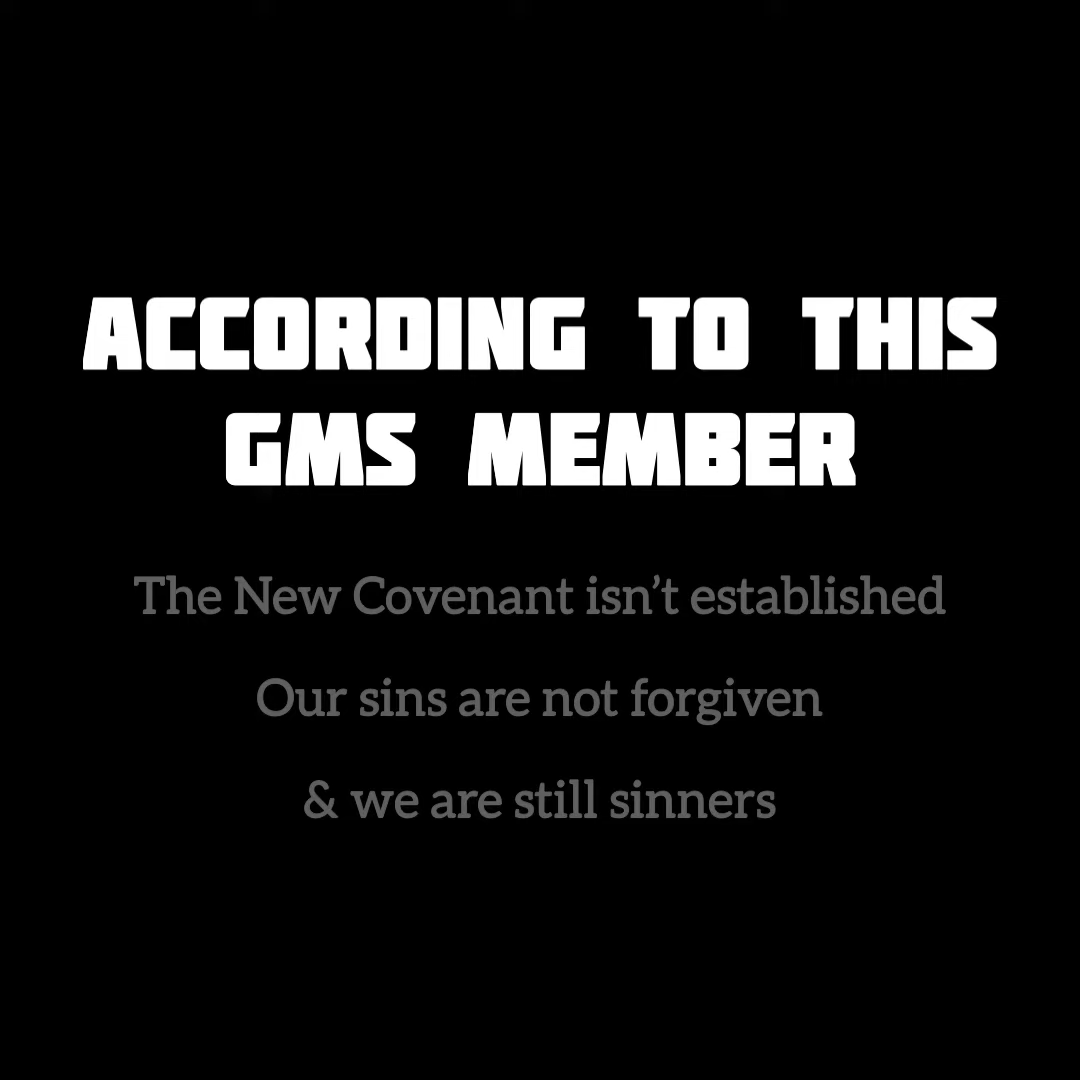 ACCORDING TO THIS
GMS MEMBER
The New Covenant isn’t established
Our sins are not forgiven
& we are still sinners